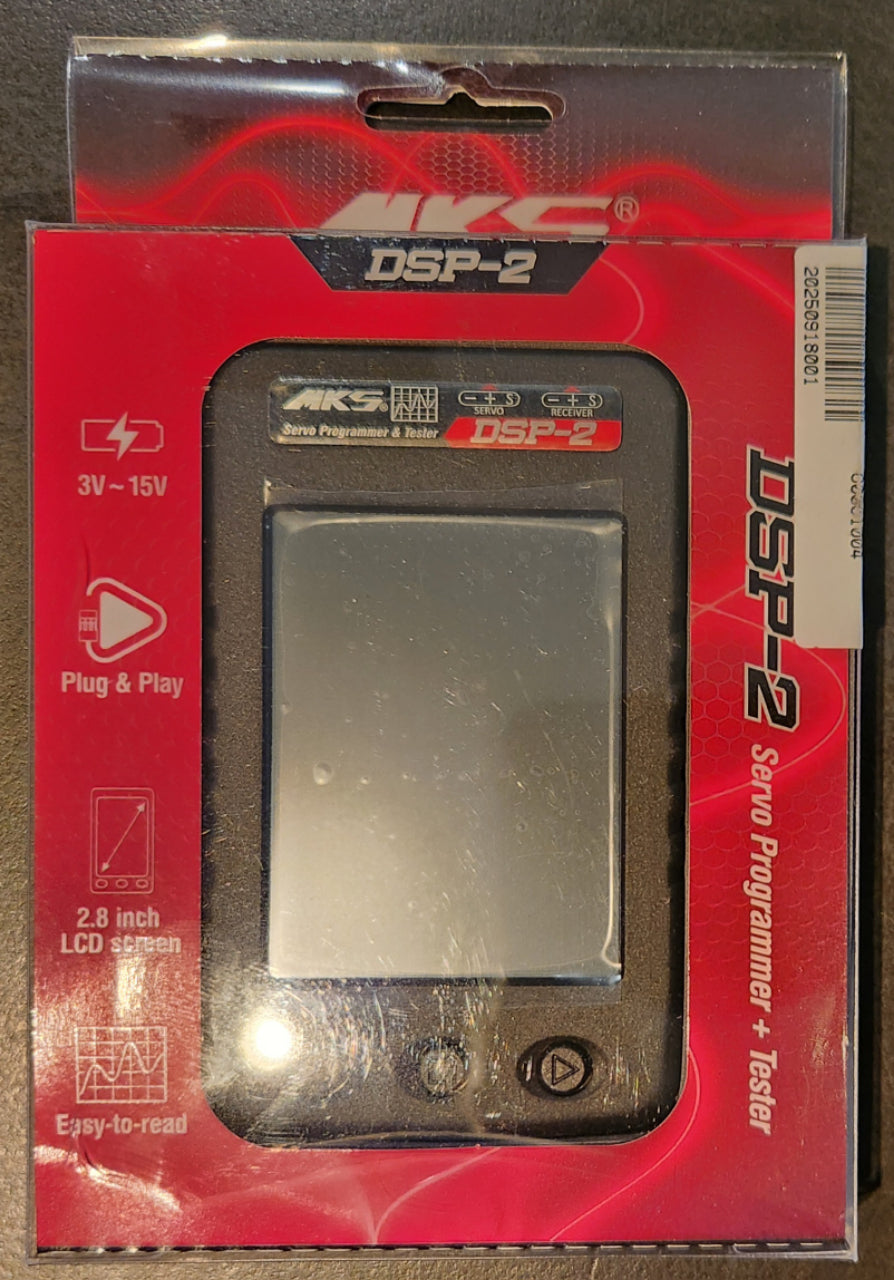 MKS®
DSP-2
20250918001
MKS®
- + S
SERVO
- + S
RECEIVER
Servo Programmer & Tester
DSP-2
3V ~ 15V
Plug & Play
2.8 inch
LCD screen
Easy-to-read
DSP-2 Servo Programmer + Tester